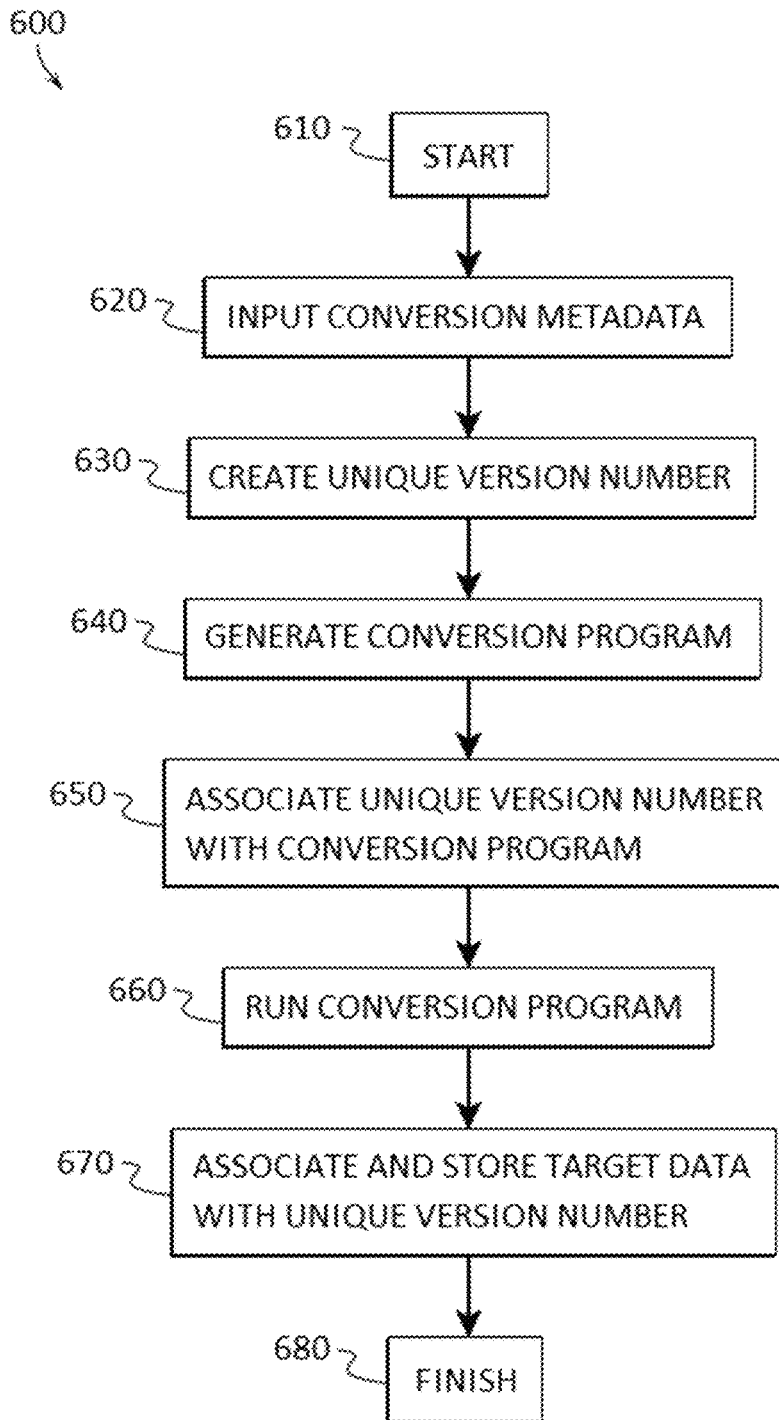 600
610
START
620
INPUT CONVERSION METADATA
630
CREATE UNIQUE VERSION NUMBER
640
GENERATE CONVERSION PROGRAM
650
ASSOCIATE UNIQUE VERSION NUMBER
WITH CONVERSION PROGRAM
660
RUN CONVERSION PROGRAM
670
ASSOCIATE AND STORE TARGET DATA
WITH UNIQUE VERSION NUMBER
680
FINISH